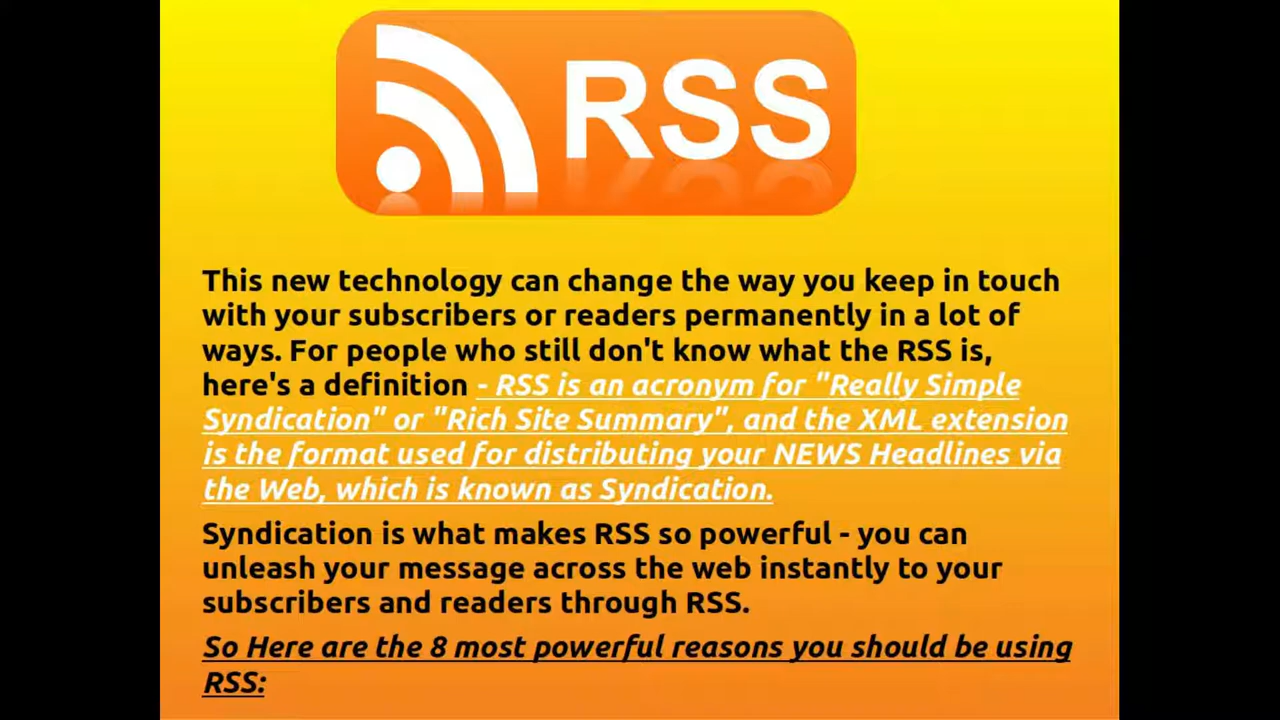 RSS
This new technology can change the way you keep in touch
with your subscribers or readers permanently in a lot of
ways. For people who still don't know what the RSS is,
here's a definition - RSS is an acronym for "Really Simple
Syndication" or "Rich Site Summary", and the XML extension
is the format used for distributing your NEWS Headlines via
the Web, which is known as Syndication.
Syndication is what makes RSS so powerful - you can
unleash your message across the web instantly to your
subscribers and readers through RSS.
So Here are the 8 most powerful reasons you should be using
RSS: